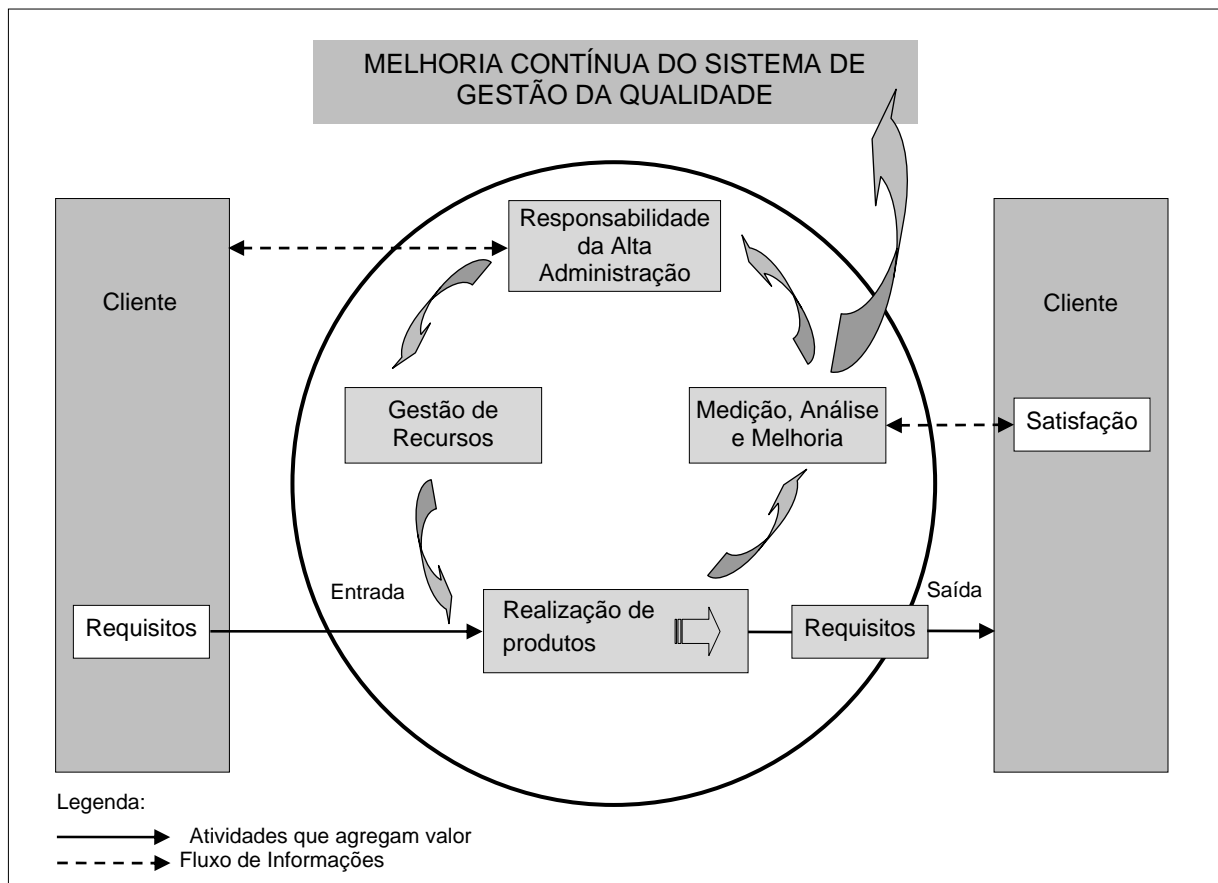 MELHORIA CONTÍNUA DO SISTEMA DE
GESTÃO DA QUALIDADE
Responsabilidade
da Alta
Administração
Cliente
Cliente
Gestão de
Recursos
Medição, Análise
e Melhoria
Satisfação
Entrada
Saída
Requisitos
Realização de
produtos
Requisitos
Legenda:
Atividades que agregam valor
Fluxo de Informações